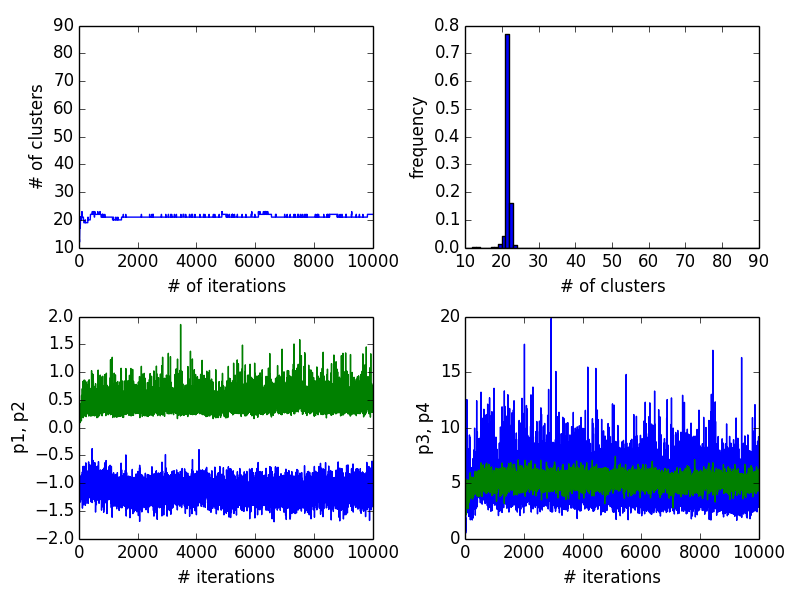 90
80
70
60
50
40
30
20
10
# of clusters
0 2000 4000 6000 8000 10000
# of iterations
0.8
0.7
0.6
0.5
0.4
0.3
0.2
0.1
0.0
frequency
10 20 30 40 50 60 70 80 90
# of clusters
2.0
1.5
1.0
0.5
0.0
−0.5
−1.0
−1.5
−2.0
p1, p2
0 2000 4000 6000 8000 10000
# iterations
20
15
10
5
0
p3, p4
0 2000 4000 6000 8000 10000
# iterations